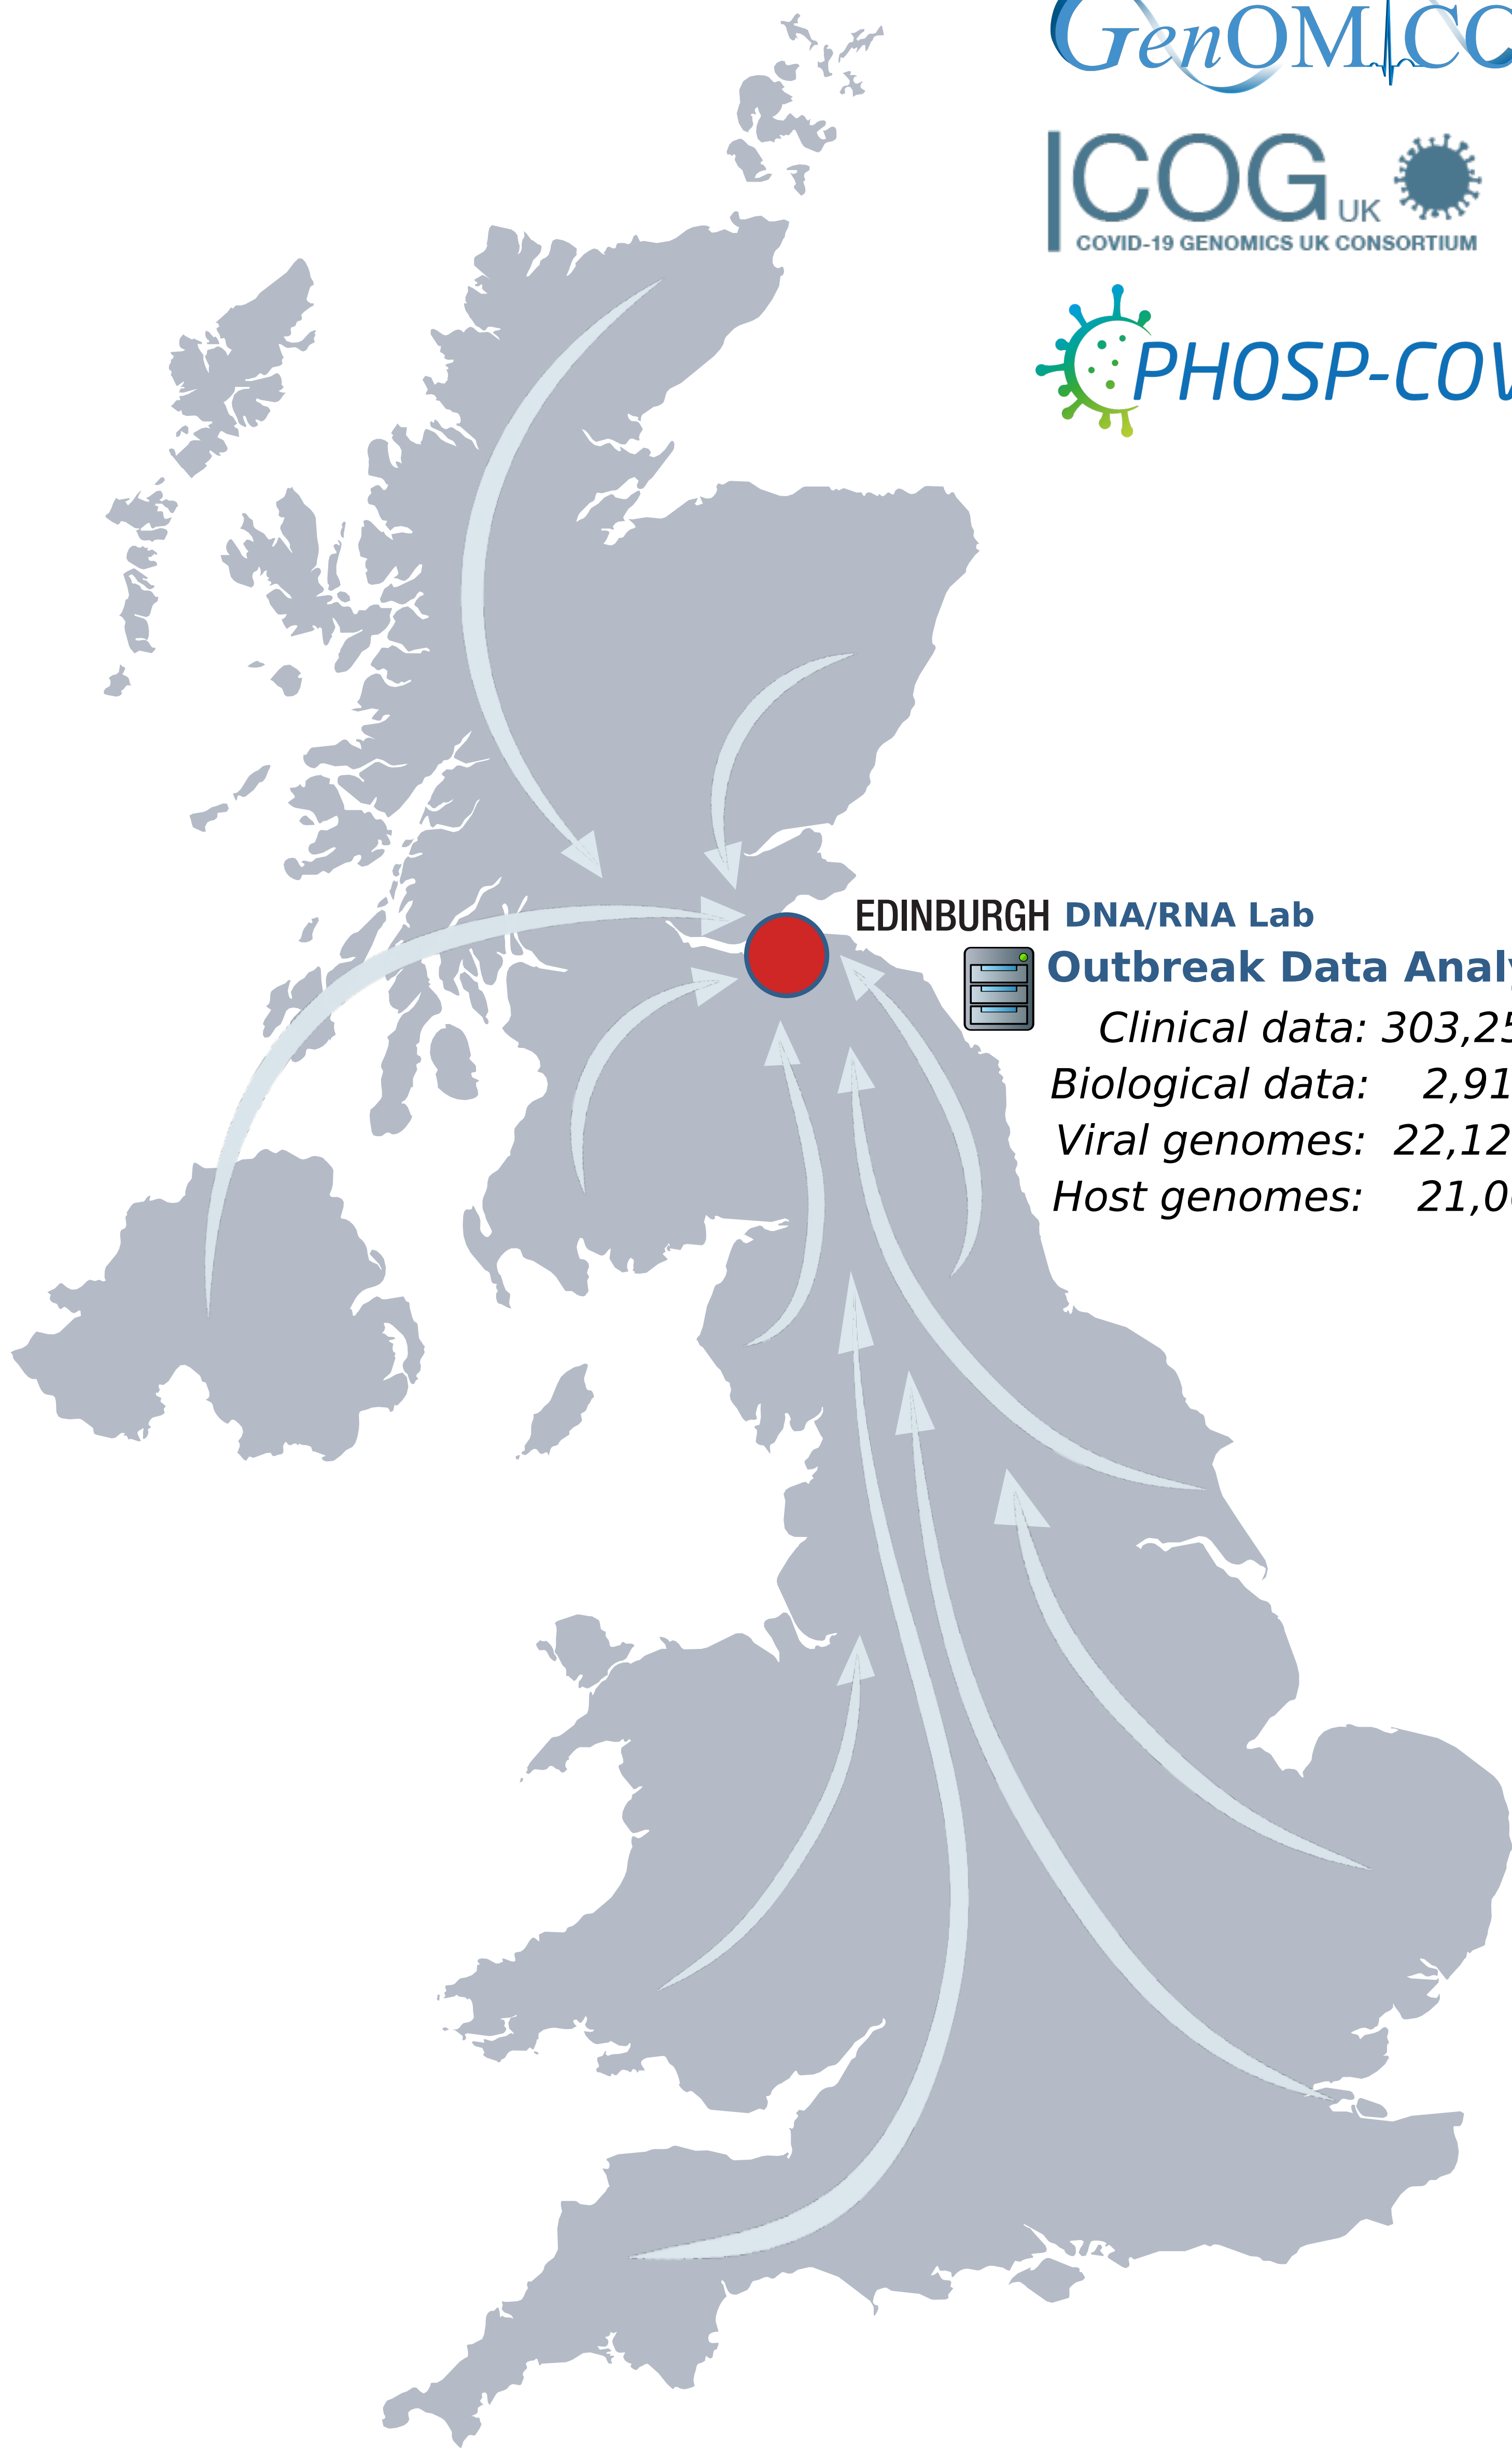 GenOMICC
COG UK
COVID-19 GENOMICS UK CONSORTIUM
PHOSP-COV
EDINBURGH DNA/RNA Lab
Outbreak Data Analy
Clinical data: 303,25
Biological data: 2,91
Viral genomes: 22,12
Host genomes: 21,0